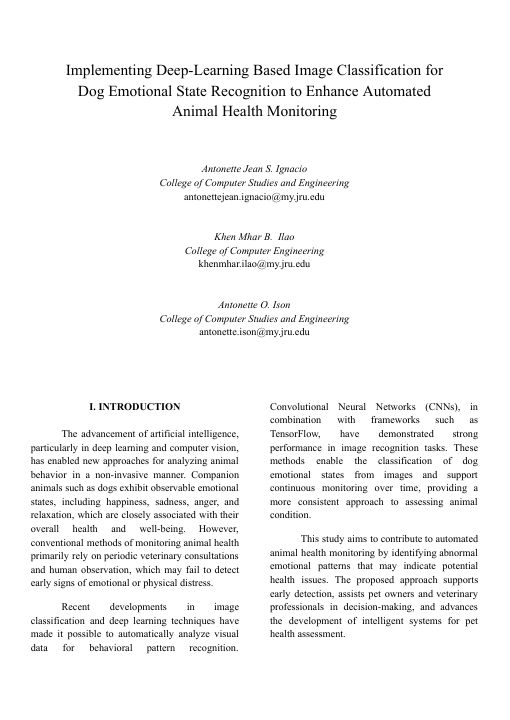 Implementing Deep-Learning Based Image Classification for
Dog Emotional State Recognition to Enhance Automated
Animal Health Monitoring
Antonette Jean S. Ignacio
College of Computer Studies and Engineering
antonettejean.ignacio@my.jru.edu
Khen Mhar B. Ilao
College of Computer Engineering
khenmhar.ilao@my.jru.edu
Antonette O. Ison
College of Computer Studies and Engineering
antonette.ison@my.jru.edu
I. INTRODUCTION
The advancement of artificial intelligence,
particularly in deep learning and computer vision,
has enabled new approaches for analyzing animal
behavior in a non-invasive manner. Companion
animals such as dogs exhibit observable emotional
states, including happiness, sadness, anger, and
relaxation, which are closely associated with their
overall health and well-being. However,
conventional methods of monitoring animal health
primarily rely on periodic veterinary consultations
and human observation, which may fail to detect
early signs of emotional or physical distress.
Recent developments in image
classification and deep learning techniques have
made it possible to automatically analyze visual
data for behavioral pattern recognition.
Convolutional Neural Networks (CNNs), in
combination with frameworks such as
TensorFlow, have demonstrated strong
performance in image recognition tasks. These
methods enable the classification of dog
emotional states from images and support
continuous monitoring over time, providing a
more consistent approach to assessing animal
condition.
This study aims to contribute to automated
animal health monitoring by identifying abnormal
emotional patterns that may indicate potential
health issues. The proposed approach supports
early detection, assists pet owners and veterinary
professionals in decision-making, and advances
the development of intelligent systems for pet
health assessment.